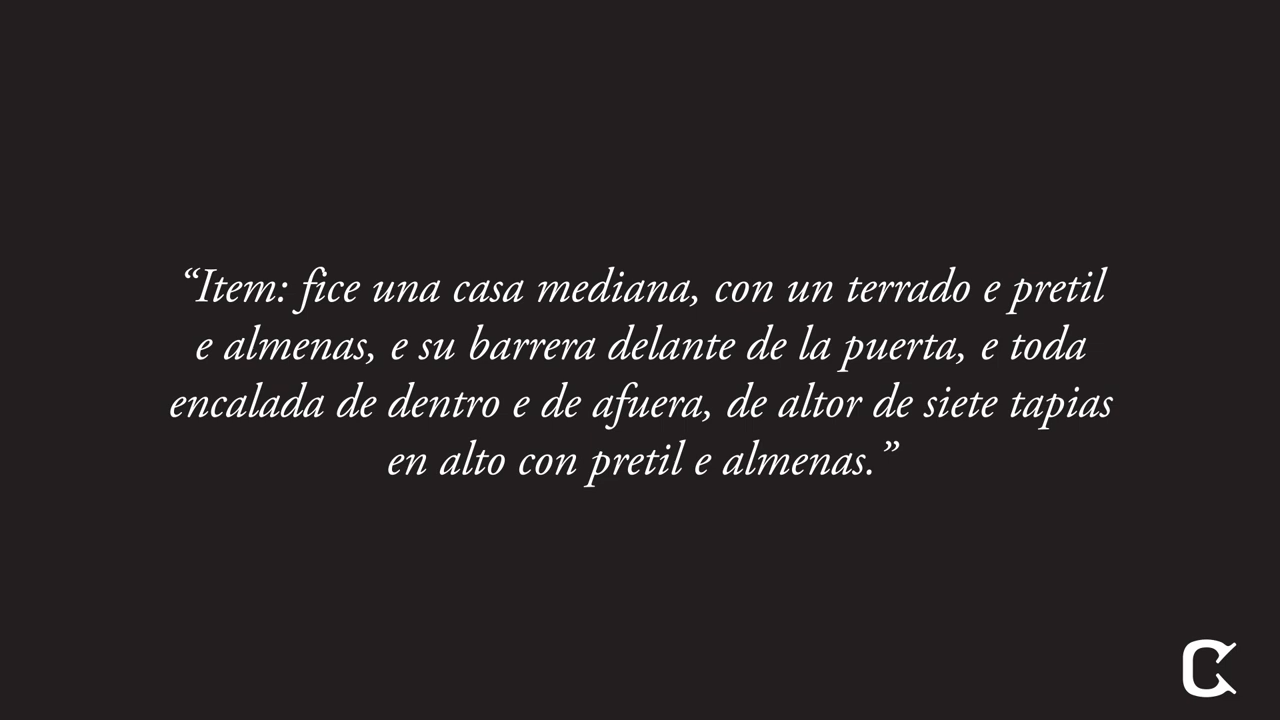 “Item: fice una casa mediana, con un terrado e pretil
e almenas, e su barrera delante de la puerta, e toda
encalada de dentro e de afuera, de altor de siete tapias
en alto con pretil e almenas.”